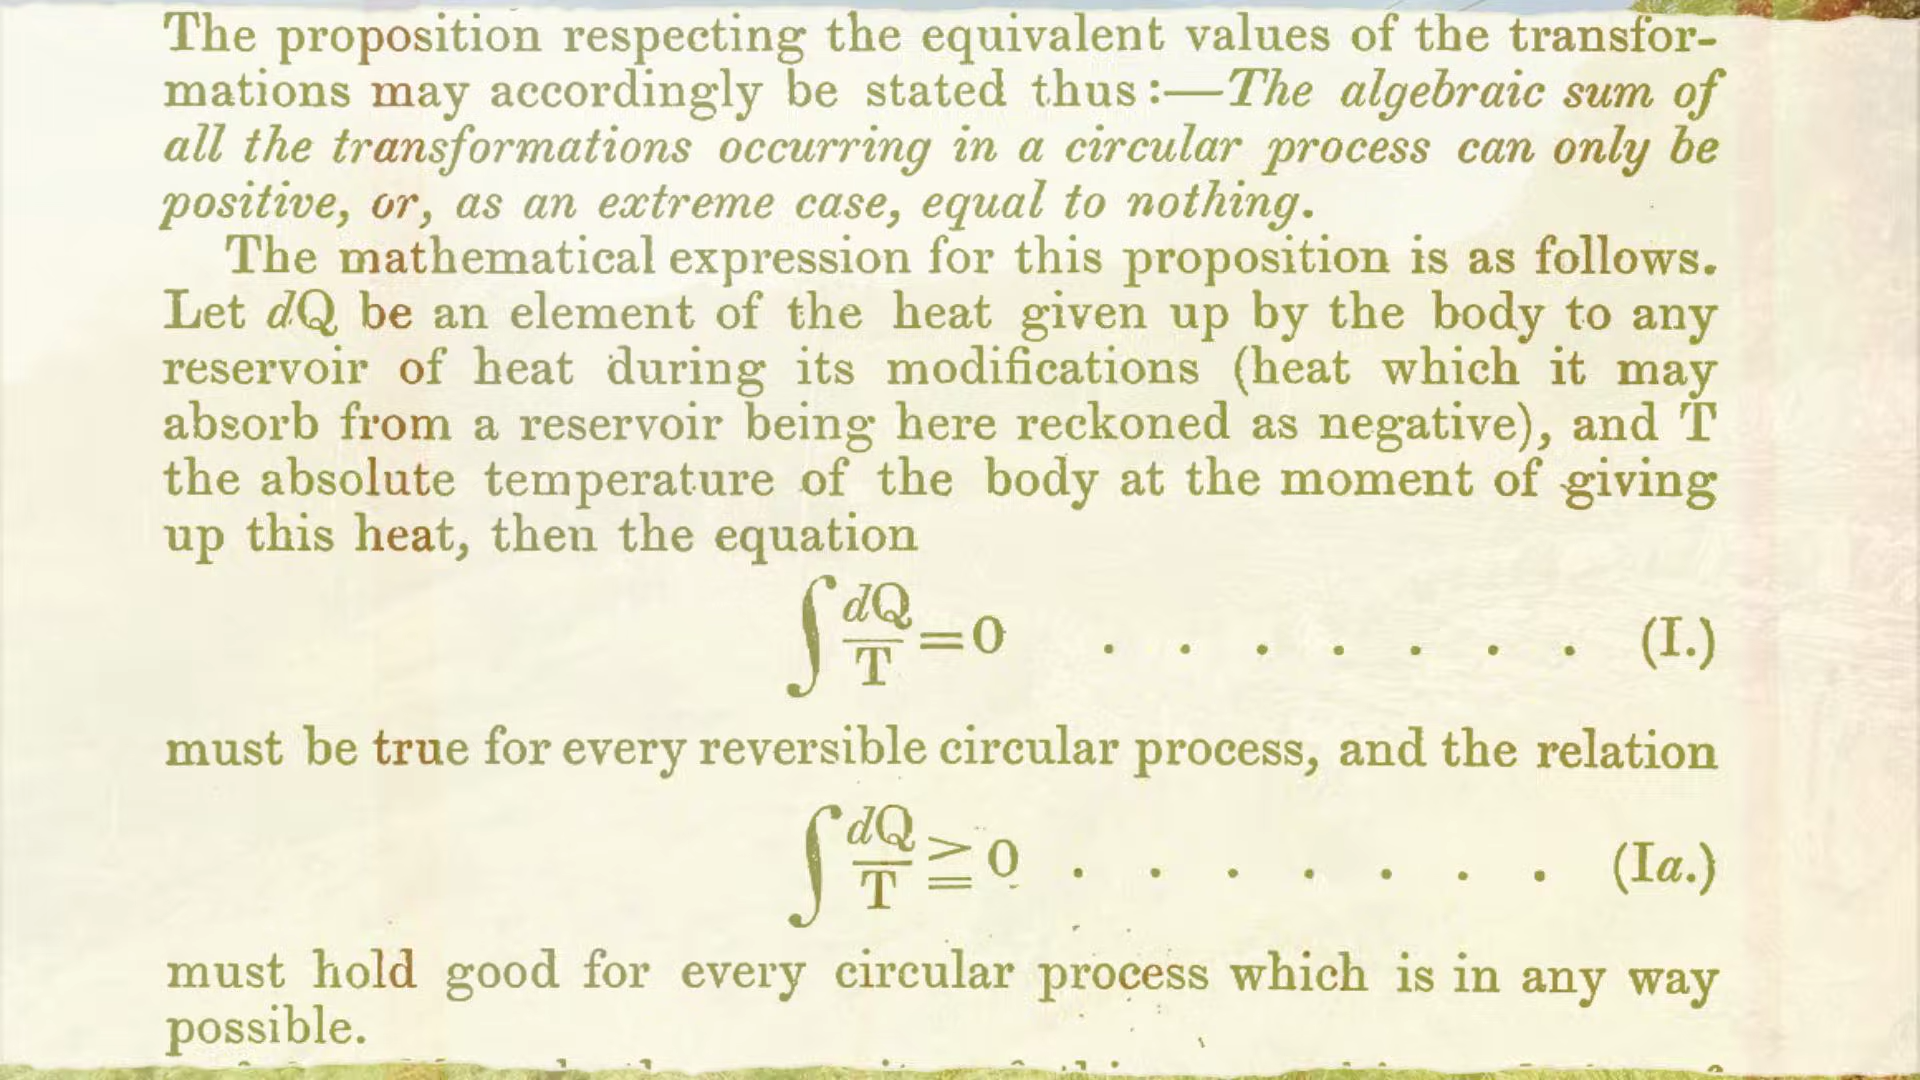 The proposition respecting the equivalent values of the transfor-
mations may accordingly be stated thus :—The algebraic sum of
all the transformations occurring in a circular process can only be
positive, or, as an extreme case, equal to nothing.
The mathematical expression for this proposition is as follows.
Let dQ be an element of the heat given up by the body to any
reservoir of heat during its modifications (heat which it may
absorb from a reservoir being here reckoned as negative), and T
the absolute temperature of the body at the moment of giving
up this heat, then the equation
∫ dQ/T = 0 . . . . . . . (I.)
must be true for every reversible circular process, and the relation
∫ dQ/T ≧ 0 . . . . . . . (Ia.)
must hold good for every circular process which is in any way
possible.